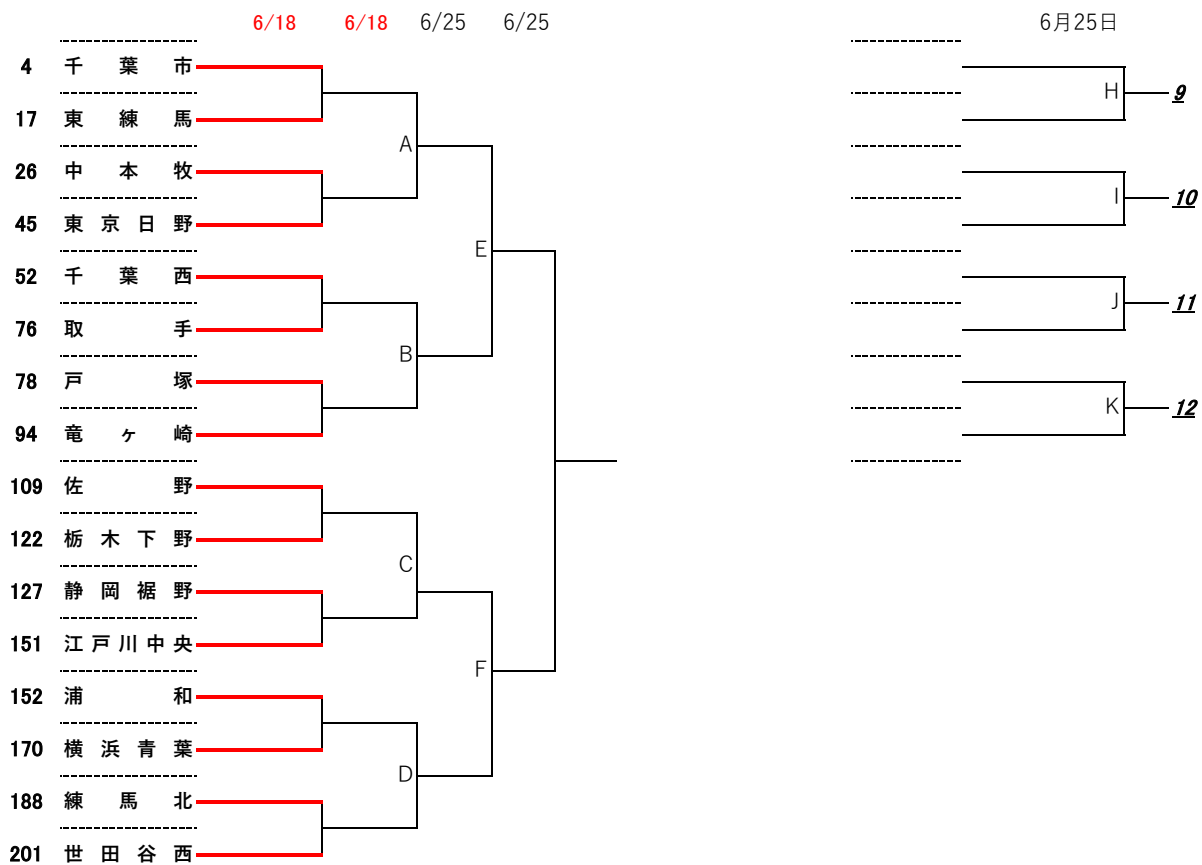 6/18 6/18 6/25 6/25 6月25日
4 千葉市
H 9
17 東練馬
A
26 中本牧
I 10
45 東京日野
E
52 千葉西
J 11
76 取手
B
78 戸塚
K 12
94 竜ヶ崎
109 佐野
122 栃木下野
C
127 静岡裾野
151 江戸川中央
F
152 浦和
170 横浜青葉
D
188 練馬北
201 世田谷西